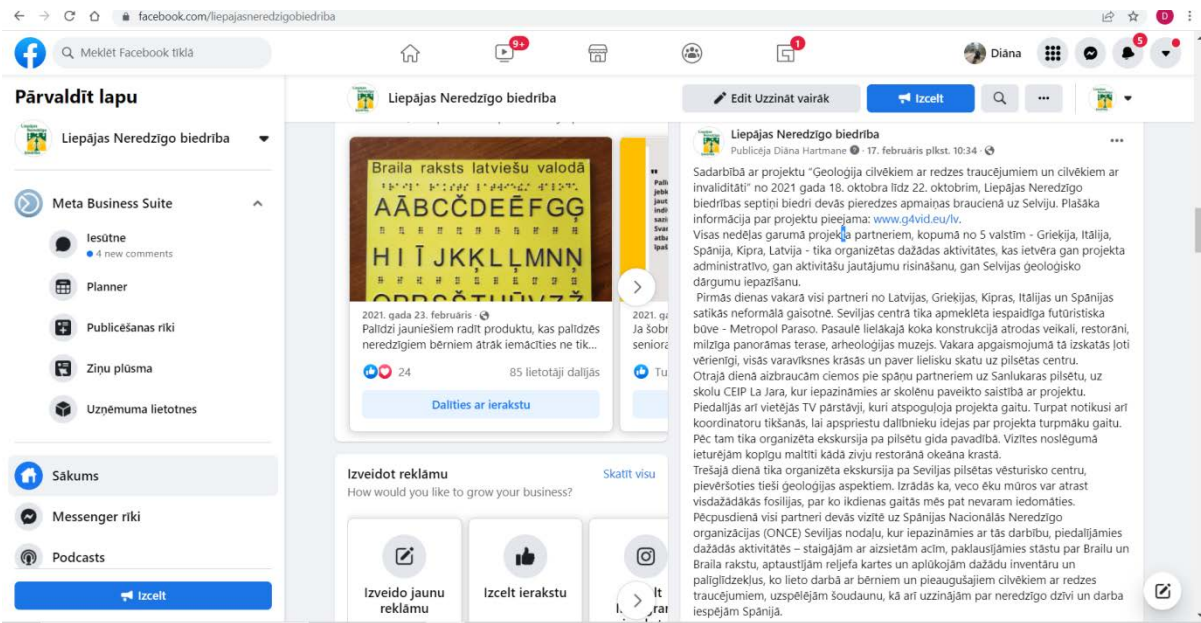 facebook.com/liepajasneredzigobiedriba
D
Meklēt Facebook tīklā
9+
1
Diāna
5
Pārvaldīt lapu
Liepājas Neredzīgo biedrība
Meta Business Suite
Iesūtne
4 new comments
Planner
Publicēšanas rīki
Ziņu plūsma
Uzņēmuma lietotnes
Sākums
Messenger rīki
Podcasts
Izcelt
Liepājas Neredzīgo biedrība
Edit Uzzināt vairāk
Izcelt
Braila raksts latviešu valodā
AĀBCČDEĒFGĢ
HIĪJKĶLĻMNŅ
2021. gada 23. februāris
Palīdzi jauniešiem radīt produktu, kas palīdzēs
neredzīgiem bērniem ātrāk iemācīties ne tik...
24
85 lietotāji dalījās
Dalīties ar ierakstu
2021. ga
Ja šobr
seniora
Tu
Izveidot reklāmu
Skatīt visu
How would you like to grow your business?
Izveido jaunu
reklāmu
Izcelt ierakstu
Liepājas Neredzīgo biedrība
Publicēja Diāna Hartmane · 17. februāris plkst. 10:34
Sadarbībā ar projektu "Ģeoloģija cilvēkiem ar redzes traucējumiem un cilvēkiem ar
invaliditāti" no 2021 gada 18. oktobra līdz 22. oktobrim, Liepājas Neredzīgo
biedrības septiņi biedri devās pieredzes apmaiņas braucienā uz Selviju. Plašāka
informācija par projektu pieejama: www.g4vid.eu/lv.
Visas nedēļas garumā projekta partneriem, kopumā no 5 valstīm - Grieķija, Itālija,
Spānija, Kipra, Latvija - tika organizētas dažādas aktivitātes, kas ietvēra gan projekta
administratīvo, gan aktivitāšu jautājumu risināšanu, gan Selvijas ģeoloģisko
dārgumu iepazīšanu.
Pirmās dienas vakarā visi partneri no Latvijas, Grieķijas, Kipras, Itālijas un Spānijas
satikās neformālā gaisotnē. Seviljas centrā tika apmeklēta iespaidīga futūristiska
būve - Metropol Paraso. Pasaulē lielākajā koka konstrukcijā atrodas veikali, restorāni,
milzīga panorāmas terase, arheoloģijas muzejs. Vakara apgaismojumā tā izskatās ļoti
vērienīgi, visās varavīksnes krāsās un paver lielisku skatu uz pilsētas centru.
Otrajā dienā aizbraucām ciemos pie spāņu partneriem uz Sanlukaras pilsētu, uz
skolu CEIP La Jara, kur iepazināmies ar skolēnu paveikto saistībā ar projektu.
Piedalījās arī vietējās TV pārstāvji, kuri atspoguļoja projekta gaitu. Turpat notikusi arī
koordinatoru tikšanās, lai apspriestu dalībnieku idejas par projekta turpmāku gaitu.
Pēc tam tika organizēta ekskursija pa pilsētu gida pavadībā. Vizītes noslēgumā
ieturējām kopīgu maltīti kādā zivju restorānā okeāna krastā.
Trešajā dienā tika organizēta ekskursija pa Seviljas pilsētas vēsturisko centru,
pievēršoties tieši ģeoloģijas aspektiem. Izrādās ka, veco ēku mūros var atrast
visdažādākās fosilijas, par ko ikdienas gaitās mēs pat nevaram iedomāties.
Pēcpusdienā visi partneri devās vizītē uz Spānijas Nacionālās Neredzīgo
organizācijas (ONCE) Seviljas nodaļu, kur iepazināmies ar tās darbību, piedalījāmies
dažādās aktivitātēs – staigājām ar aizsietām acīm, paklausījāmies stāstu par Brailu un
Braila rakstu, aptaustījām reljefa kartes un aplūkojām dažādu inventāru un
palīglīdzekļus, ko lieto darbā ar bērniem un pieaugušajiem cilvēkiem ar redzes
traucējumiem, uzspēlējām šoudaunu, kā arī uzzinājām par neredzīgo dzīvi un darba
iespējām Spānijā.